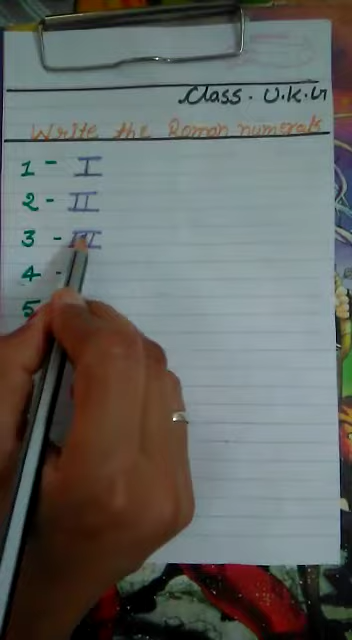 Class. U.K.G
Write the Roman numerals
1 - I
2 - II
3 - III
4 -
5